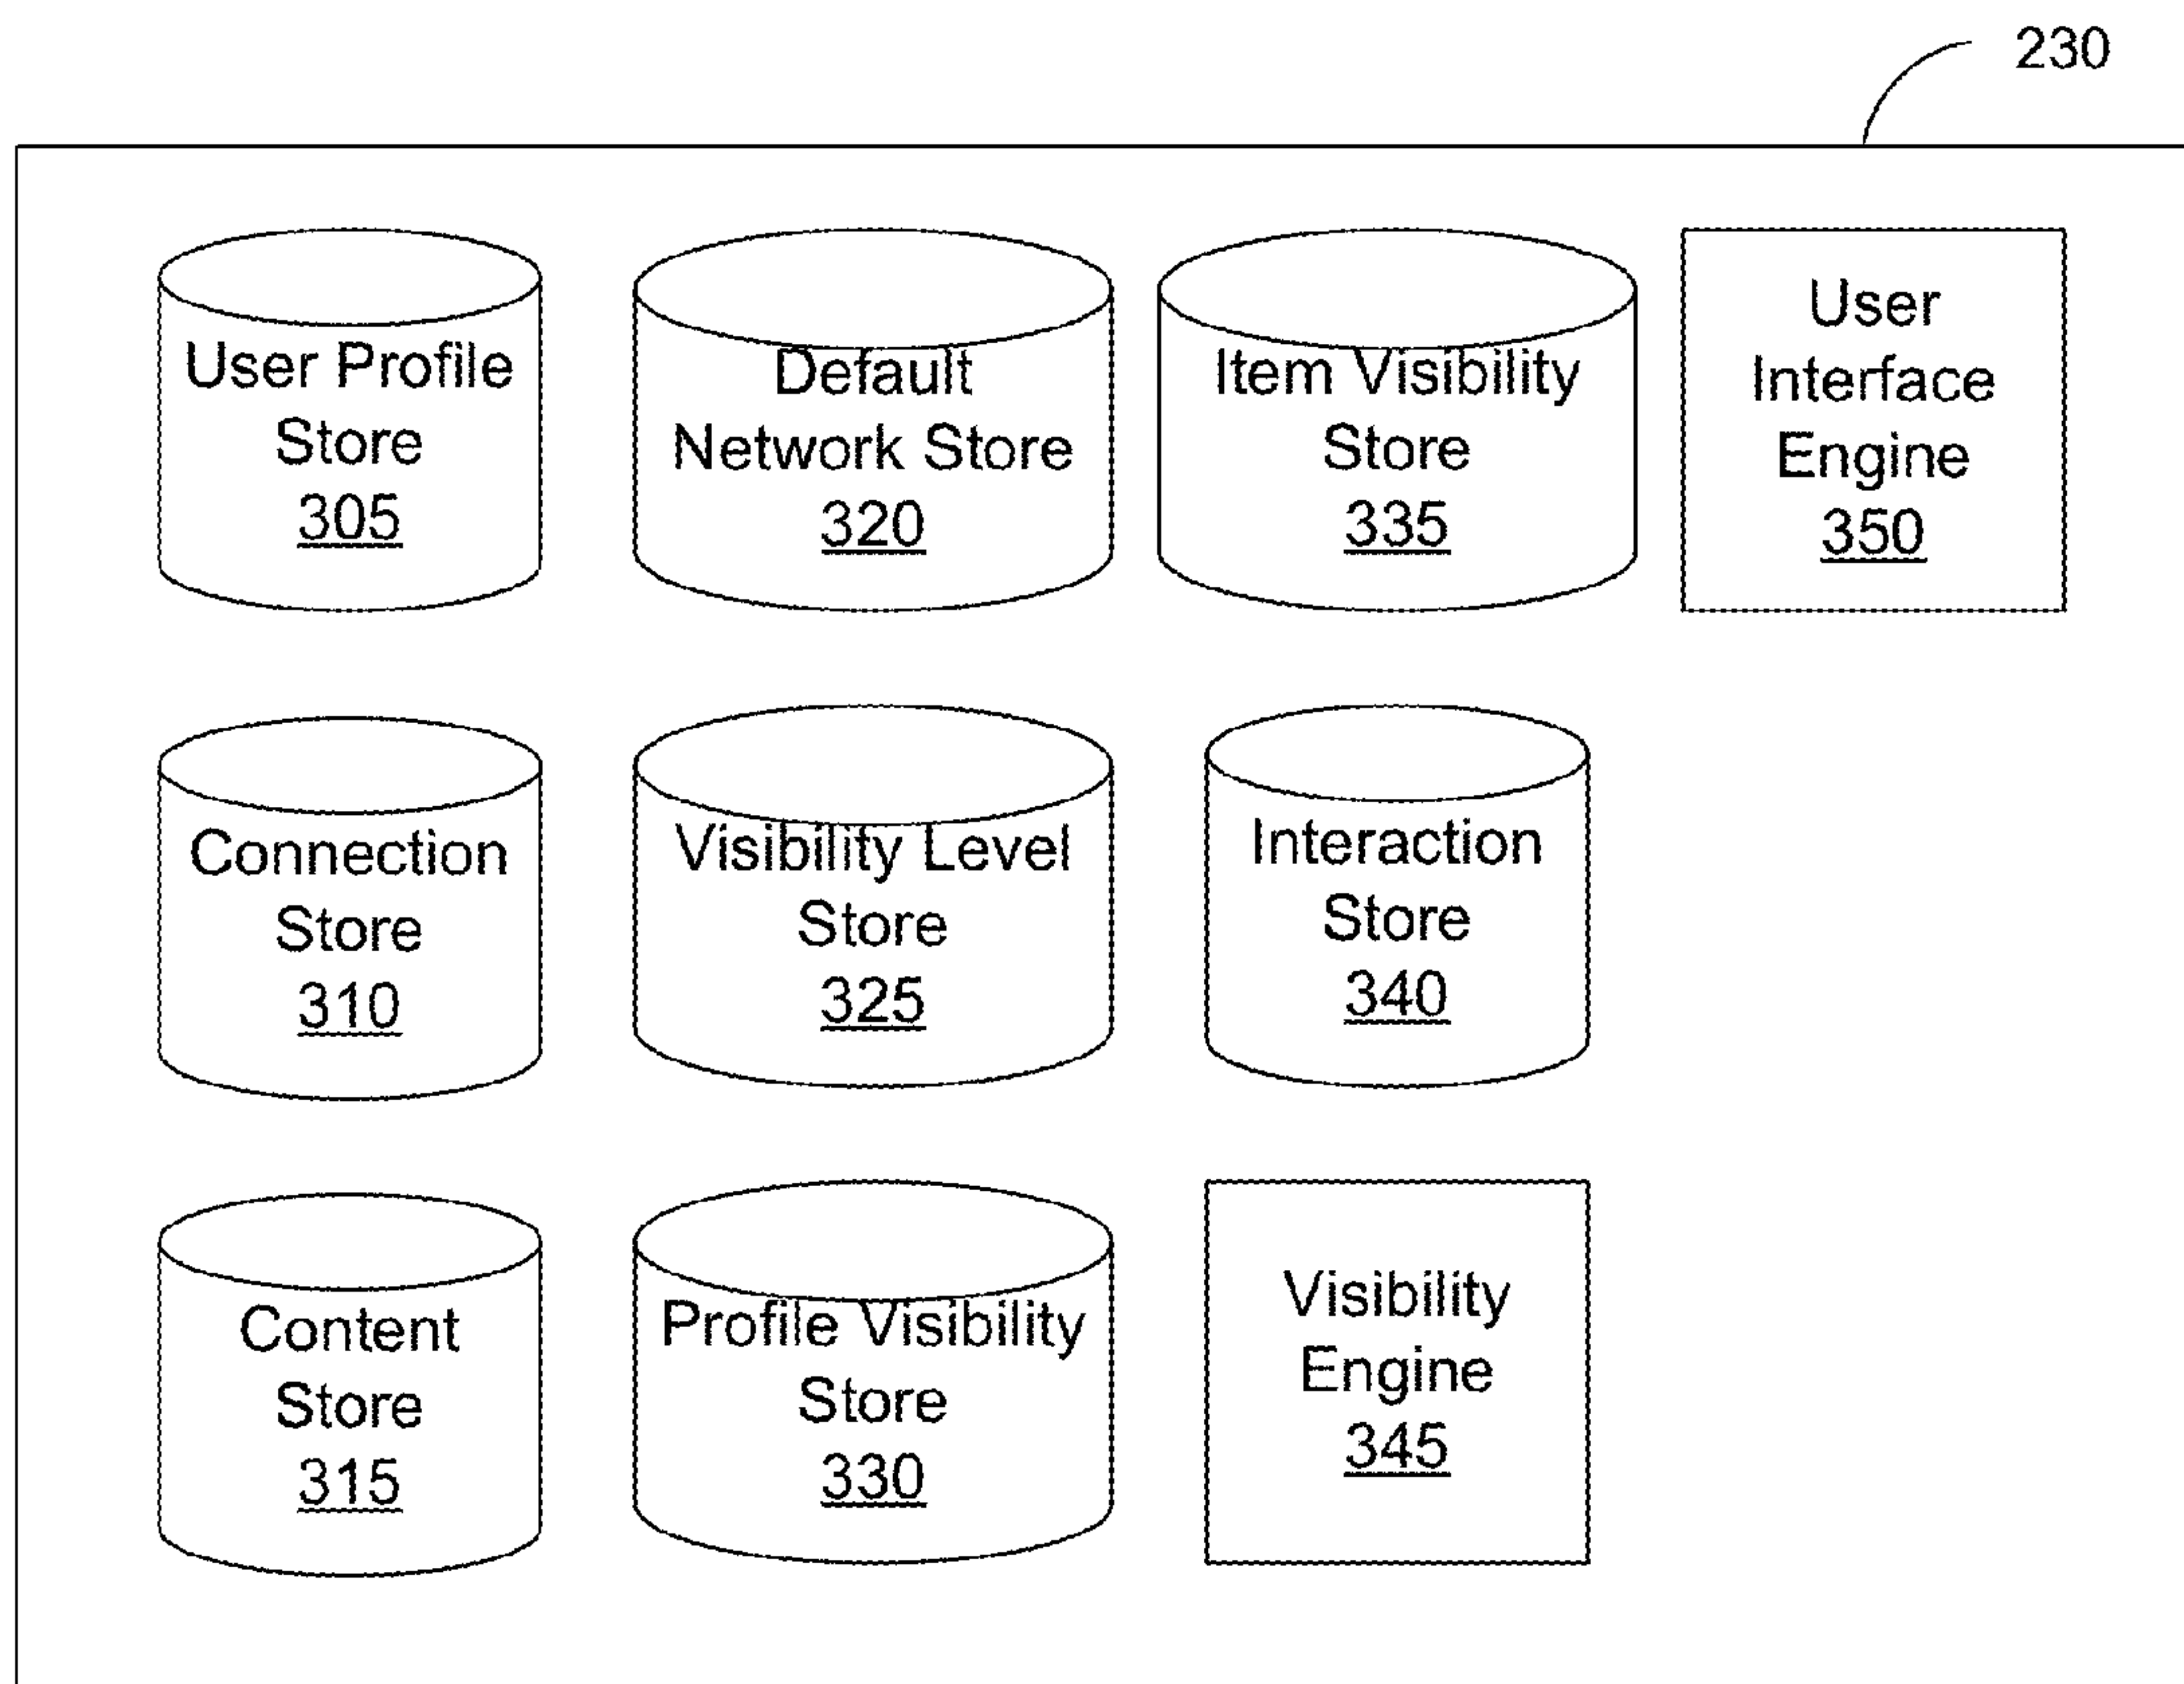 230
User Profile
Store
305
Default
Network Store
320
Item Visibility
Store
335
User
Interface
Engine
350
Connection
Store
310
Visibility Level
Store
325
Interaction
Store
340
Content
Store
315
Profile Visibility
Store
330
Visibility
Engine
345